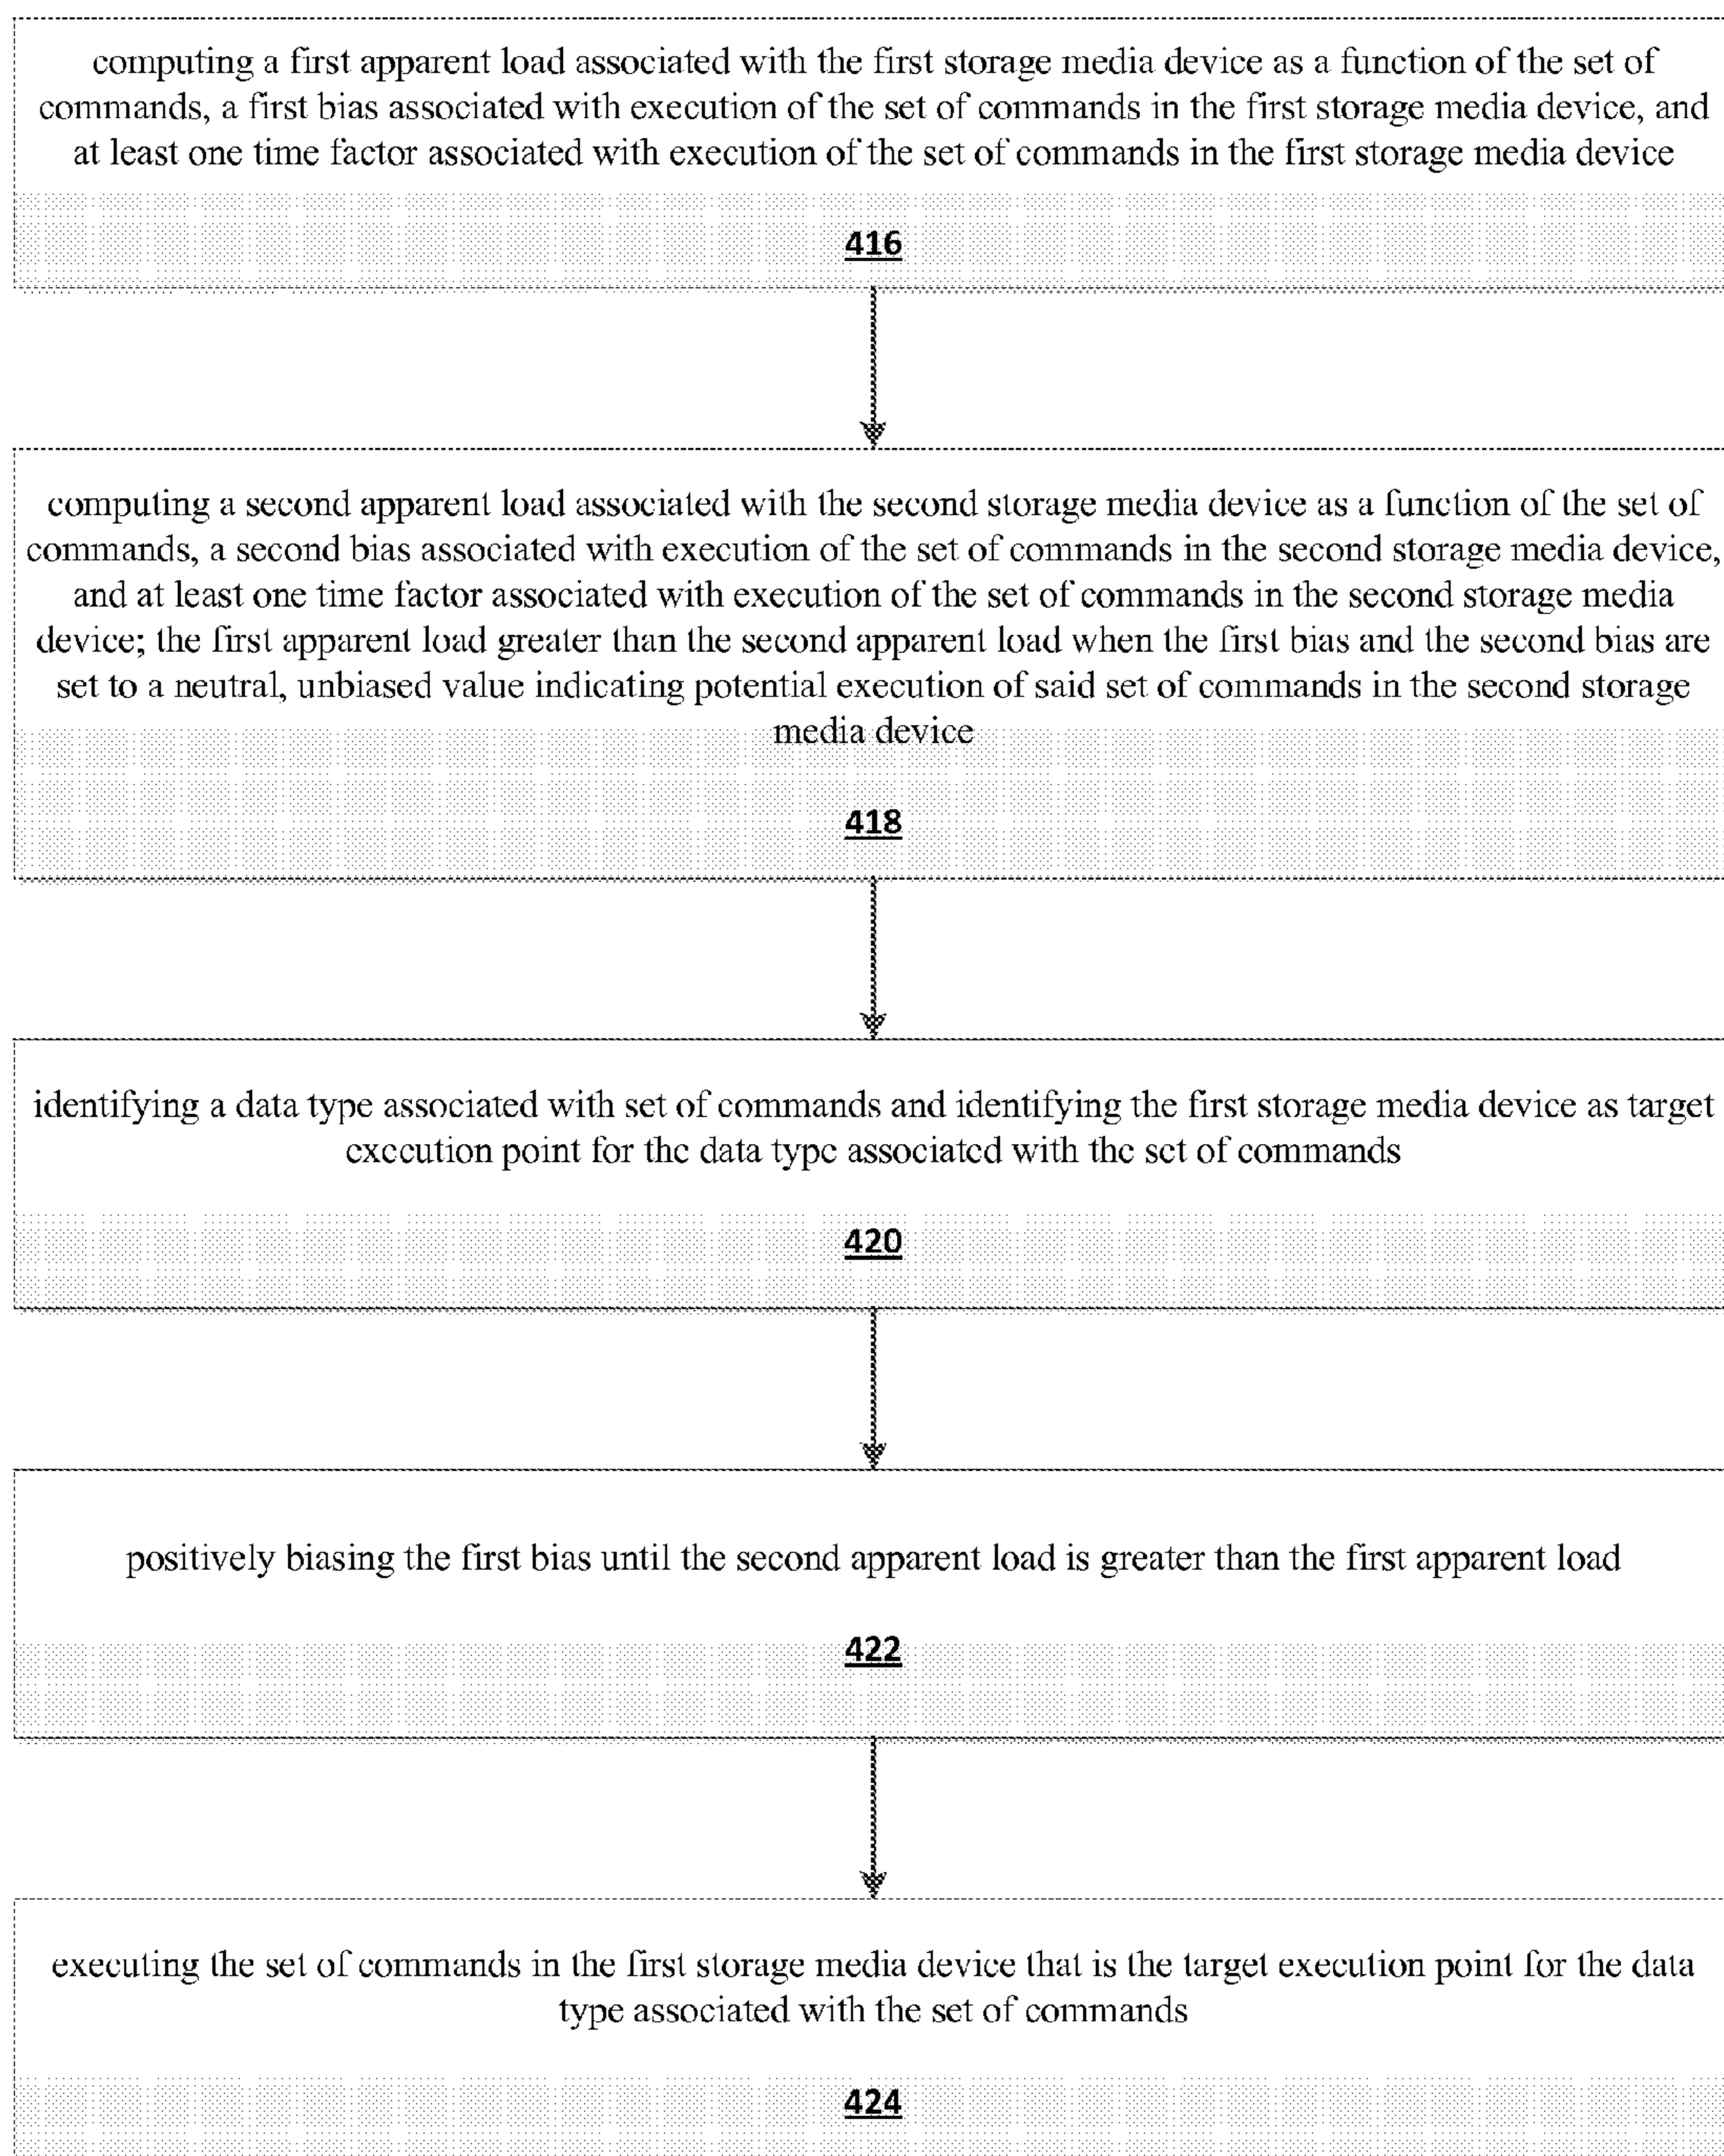 computing a first apparent load associated with the first storage media device as a function of the set of
commands, a first bias associated with execution of the set of commands in the first storage media device, and
at least one time factor associated with execution of the set of commands in the first storage media device
416
computing a second apparent load associated with the second storage media device as a function of the set of
commands, a second bias associated with execution of the set of commands in the second storage media device,
and at least one time factor associated with execution of the set of commands in the second storage media
device; the first apparent load greater than the second apparent load when the first bias and the second bias are
set to a neutral, unbiased value indicating potential execution of said set of commands in the second storage
media device
418
identifying a data type associated with set of commands and identifying the first storage media device as target
execution point for the data type associated with the set of commands
420
positively biasing the first bias until the second apparent load is greater than the first apparent load
422
executing the set of commands in the first storage media device that is the target execution point for the data
type associated with the set of commands
424